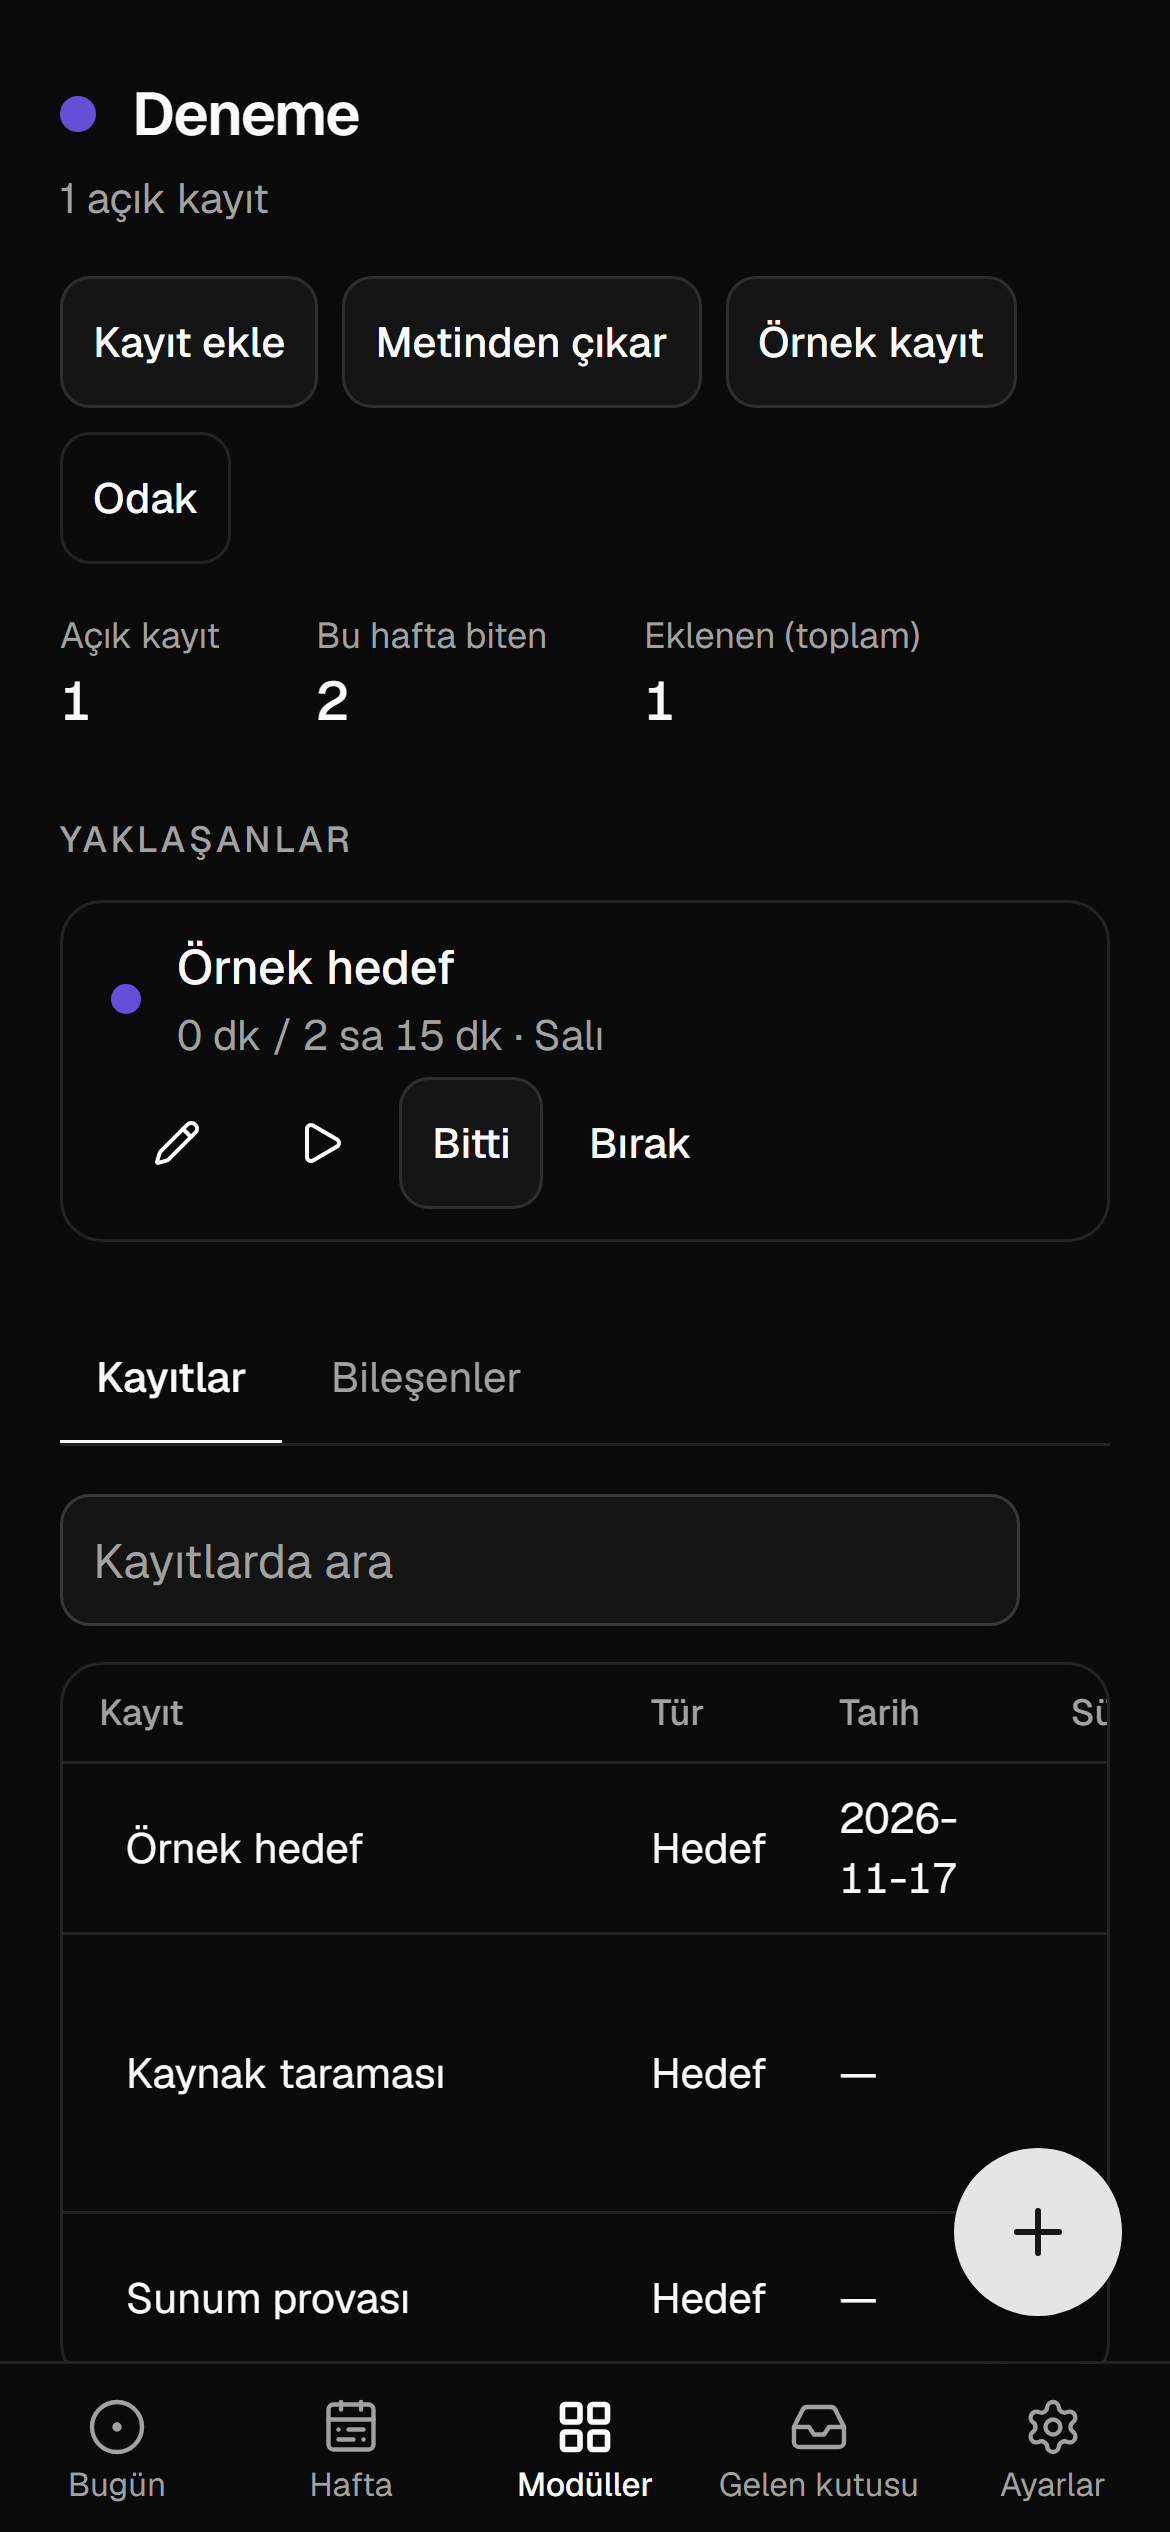 Deneme
1 açık kayıt
Kayıt ekle
Metinden çıkar
Örnek kayıt
Odak
Açık kayıt
Bu hafta biten
Eklenen (toplam)
1
2
1
YAKLAŞANLAR
Örnek hedef
0 dk / 2 sa 15 dk · Salı
Bitti
Bırak
Kayıtlar
Bileşenler
Kayıtlarda ara
Kayıt
Tür
Tarih
Sü
Örnek hedef
Hedef
2026-
11-17
Kaynak taraması
Hedef
—
Sunum provası
Hedef
—
Bugün
Hafta
Modüller
Gelen kutusu
Ayarlar